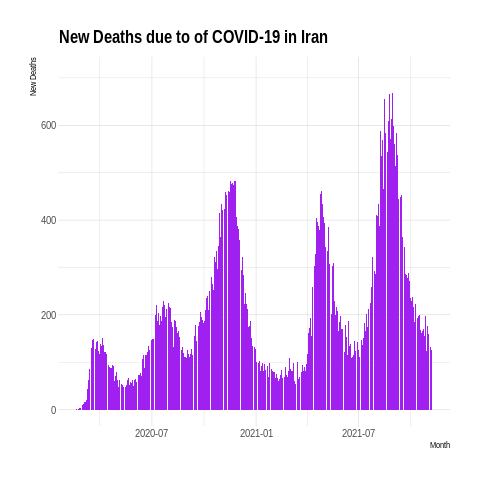 New Deaths due to of COVID-19 in Iran
New Deaths
600
400
200
0
2020-07
2021-01
2021-07
Month